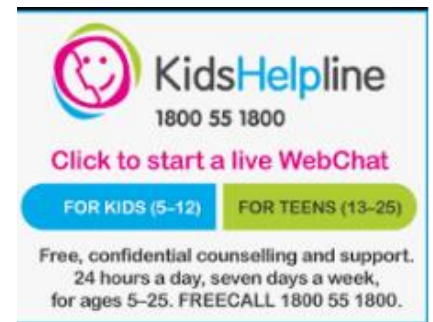 KidsHelpline
1800 55 1800
Click to start a live WebChat
FOR KIDS (5–12) FOR TEENS (13–25)
Free, confidential counselling and support.
24 hours a day, seven days a week,
for ages 5–25. FREECALL 1800 55 1800.